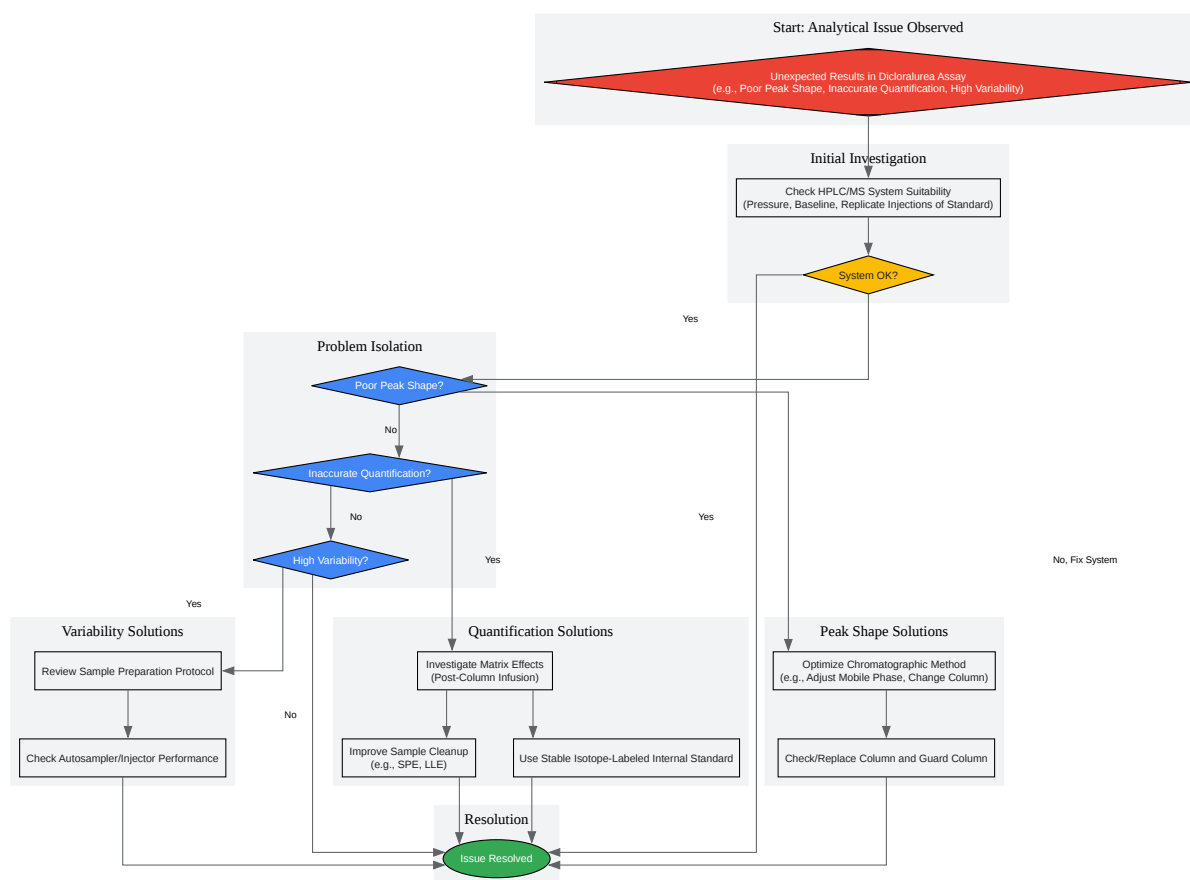 Start: Analytical Issue Observed
Unexpected Results in Dicloralurea Assay
(e.g., Poor Peak Shape, Inaccurate Quantification, High Variability)
Initial Investigation
Check HPLC/MS System Suitability
(Pressure, Baseline, Replicate Injections of Standard)
System OK?
Yes
Problem Isolation
Poor Peak Shape?
No
Inaccurate Quantification?
No
Yes
High Variability?
Yes
No, Fix System
Yes
Variability Solutions
Review Sample Preparation Protocol
No
Check Autosampler/Injector Performance
Quantification Solutions
Investigate Matrix Effects
(Post-Column Infusion)
Improve Sample Cleanup
(e.g., SPE, LLE)
Use Stable Isotope-Labeled Internal Standard
Peak Shape Solutions
Optimize Chromatographic Method
(e.g., Adjust Mobile Phase, Change Column)
Check/Replace Column and Guard Column
Resolution
Issue Resolved